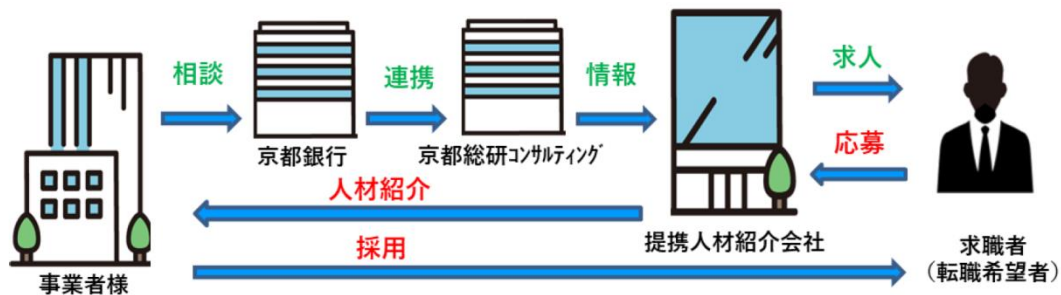 相談
連携
情報
求人
応募
京都銀行
京都総研ｺﾝｻﾙﾃｨﾝｸﾞ
人材紹介
提携人材紹介会社
採用
事業者様
求職者
（転職希望者）